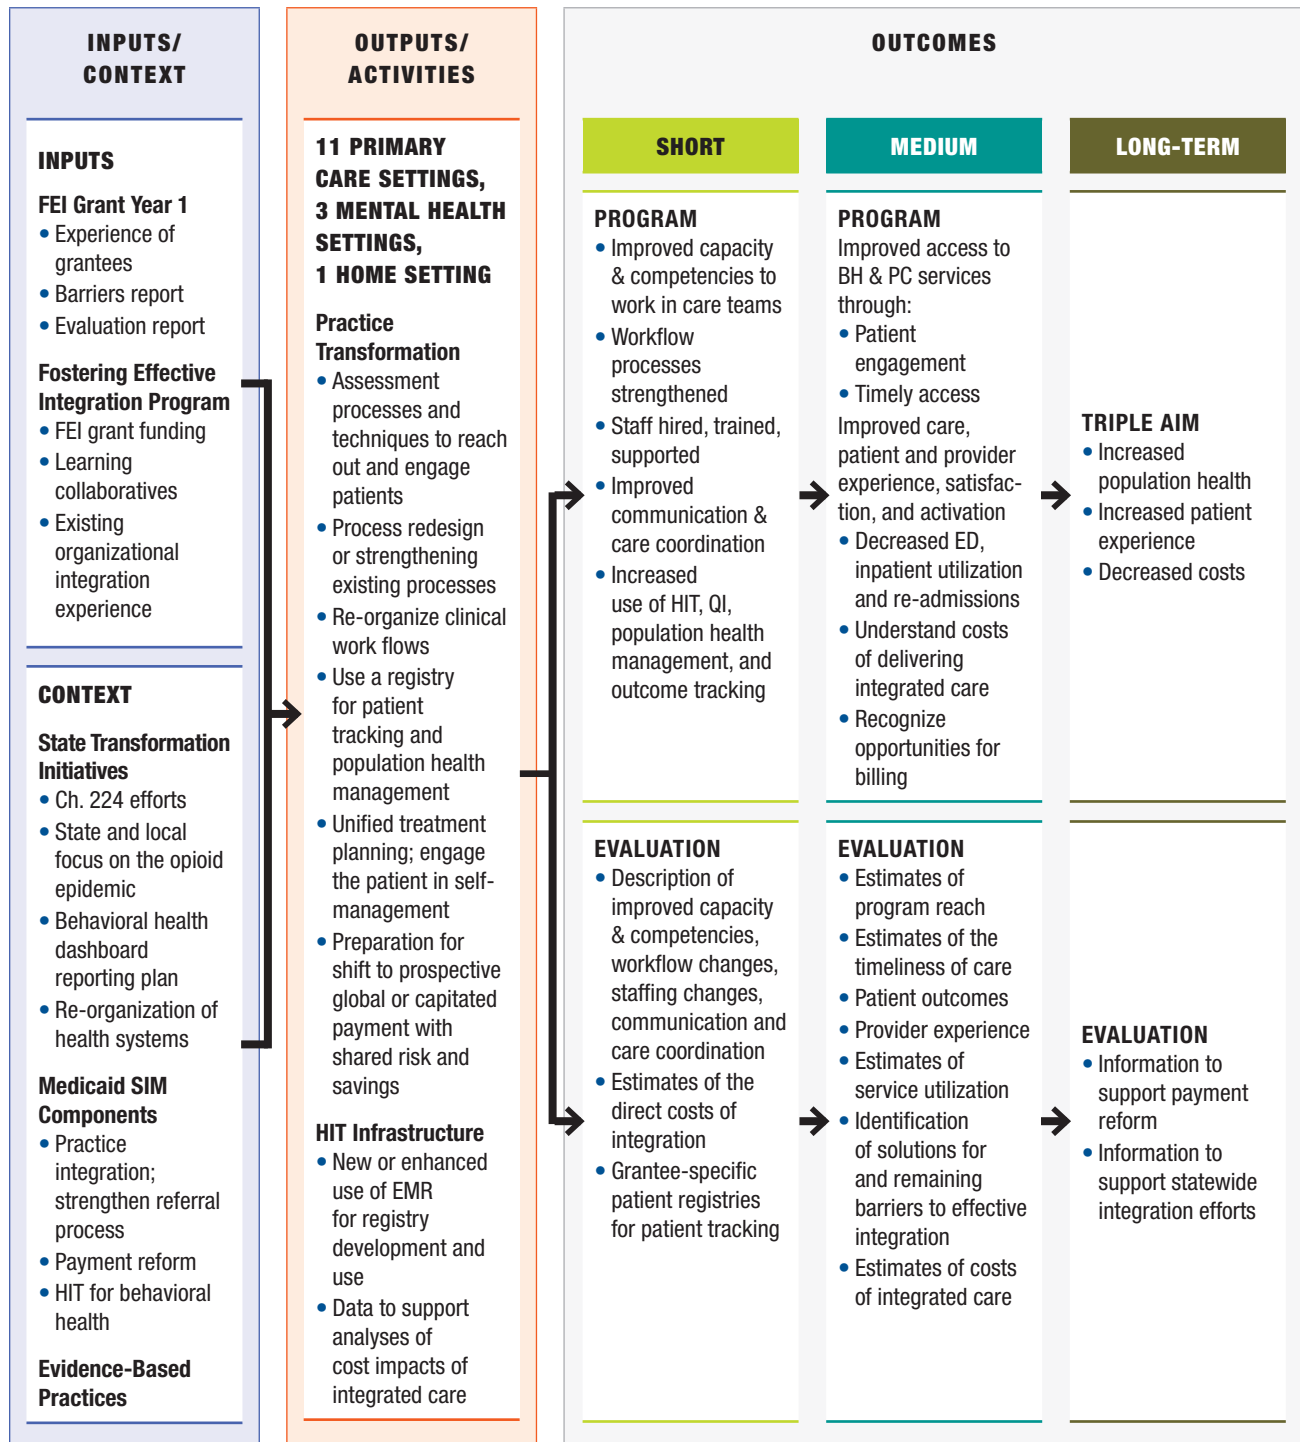 INPUTS/
CONTEXT
INPUTS
FEI Grant Year 1
• Experience of
grantees
• Barriers report
• Evaluation report
Fostering Effective
Integration Program
• FEI grant funding
• Learning
collaboratives
• Existing
organizational
integration
experience
CONTEXT
State Transformation
Initiatives
• Ch. 224 efforts
• State and local
focus on the opioid
epidemic
• Behavioral health
dashboard
reporting plan
• Re-organization of
health systems
Medicaid SIM
Components
• Practice
integration;
strengthen referral
process
• Payment reform
• HIT for behavioral
health
Evidence-Based
Practices
OUTPUTS/
ACTIVITIES
11 PRIMARY
CARE SETTINGS,
3 MENTAL HEALTH
SETTINGS,
1 HOME SETTING
Practice
Transformation
• Assessment
processes and
techniques to reach
out and engage
patients
• Process redesign
or strengthening
existing processes
• Re-organize clinical
work flows
• Use a registry
for patient
tracking and
population health
management
• Unified treatment
planning; engage
the patient in self-
management
• Preparation for
shift to prospective
global or capitated
payment with
shared risk and
savings
HIT Infrastructure
• New or enhanced
use of EMR
for registry
development and
use
• Data to support
analyses of
cost impacts of
integrated care
OUTCOMES
SHORT
PROGRAM
• Improved capacity
& competencies to
work in care teams
• Workflow
processes
strengthened
• Staff hired, trained,
supported
• Improved
communication &
care coordination
• Increased
use of HIT, QI,
population health
management, and
outcome tracking
EVALUATION
• Description of
improved capacity
& competencies,
workflow changes,
staffing changes,
communication and
care coordination
• Estimates of the
direct costs of
integration
• Grantee-specific
patient registries
for patient tracking
MEDIUM
PROGRAM
Improved access to
BH & PC services
through:
• Patient
engagement
• Timely access
Improved care,
patient and provider
experience, satisfac-
tion, and activation
• Decreased ED,
inpatient utilization
and re-admissions
• Understand costs
of delivering
integrated care
• Recognize
opportunities for
billing
EVALUATION
• Estimates of
program reach
• Estimates of the
timeliness of care
• Patient outcomes
• Provider experience
• Estimates of
service utilization
• Identification
of solutions for
and remaining
barriers to effective
integration
• Estimates of costs
of integrated care
LONG-TERM
TRIPLE AIM
• Increased
population health
• Increased patient
experience
• Decreased costs
EVALUATION
• Information to
support payment
reform
• Information to
support statewide
integration efforts